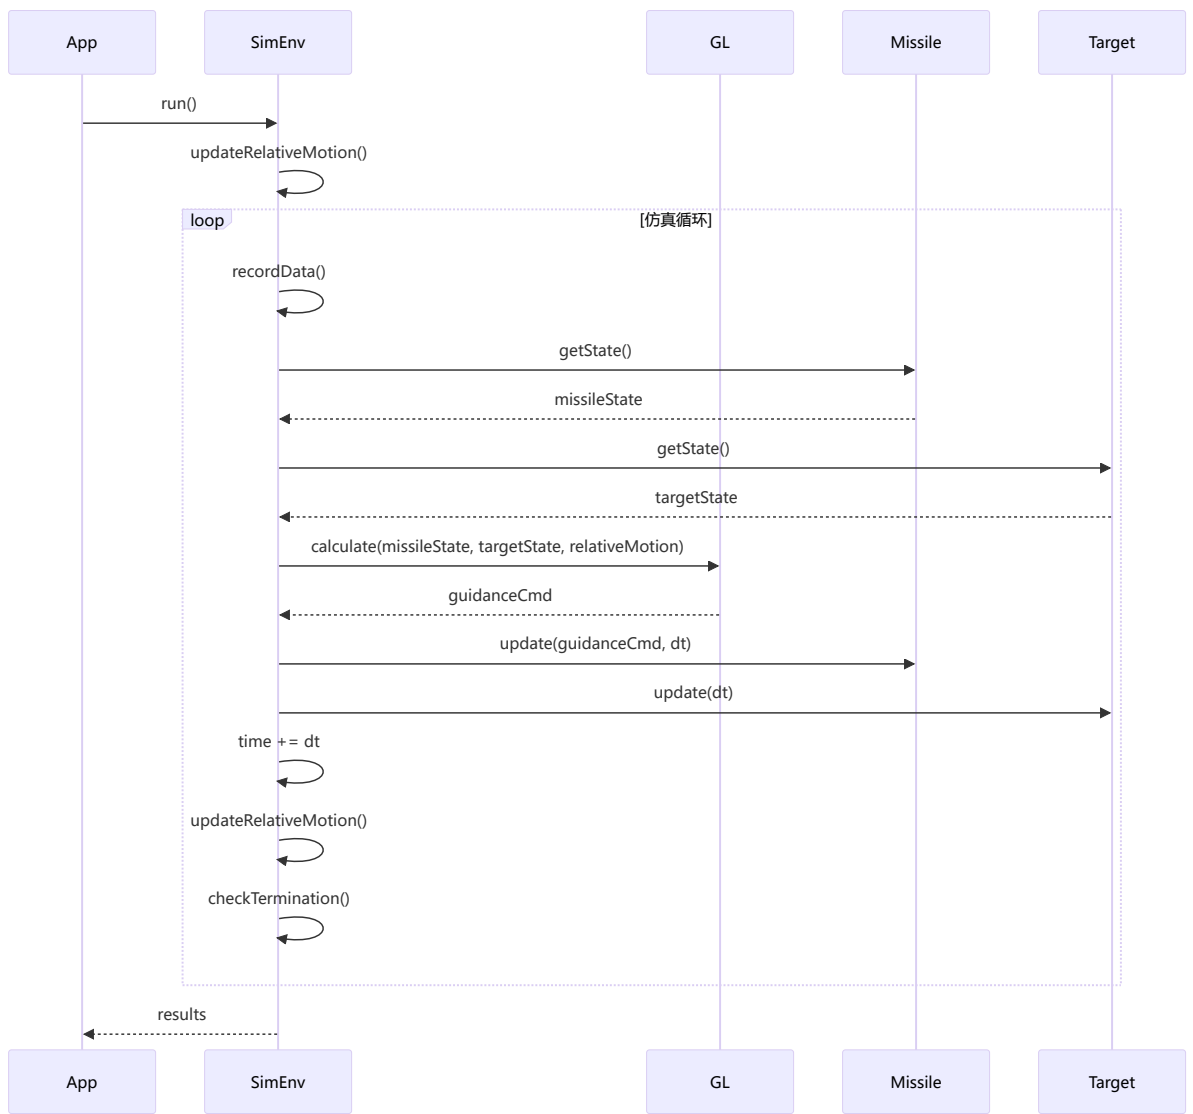 App SimEnv GL Missile Target
run()
updateRelativeMotion()
loop [仿真循环]
recordData()
getState()
missileState
getState()
targetState
calculate(missileState, targetState, relativeMotion)
guidanceCmd
update(guidanceCmd, dt)
update(dt)
time += dt
updateRelativeMotion()
checkTermination()
results
App SimEnv GL Missile Target